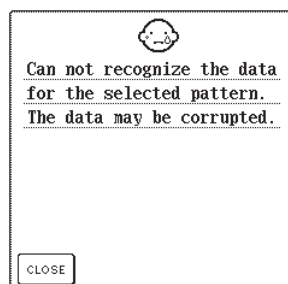 Can not recognize the data
for the selected pattern.
The data may be corrupted.
CLOSE